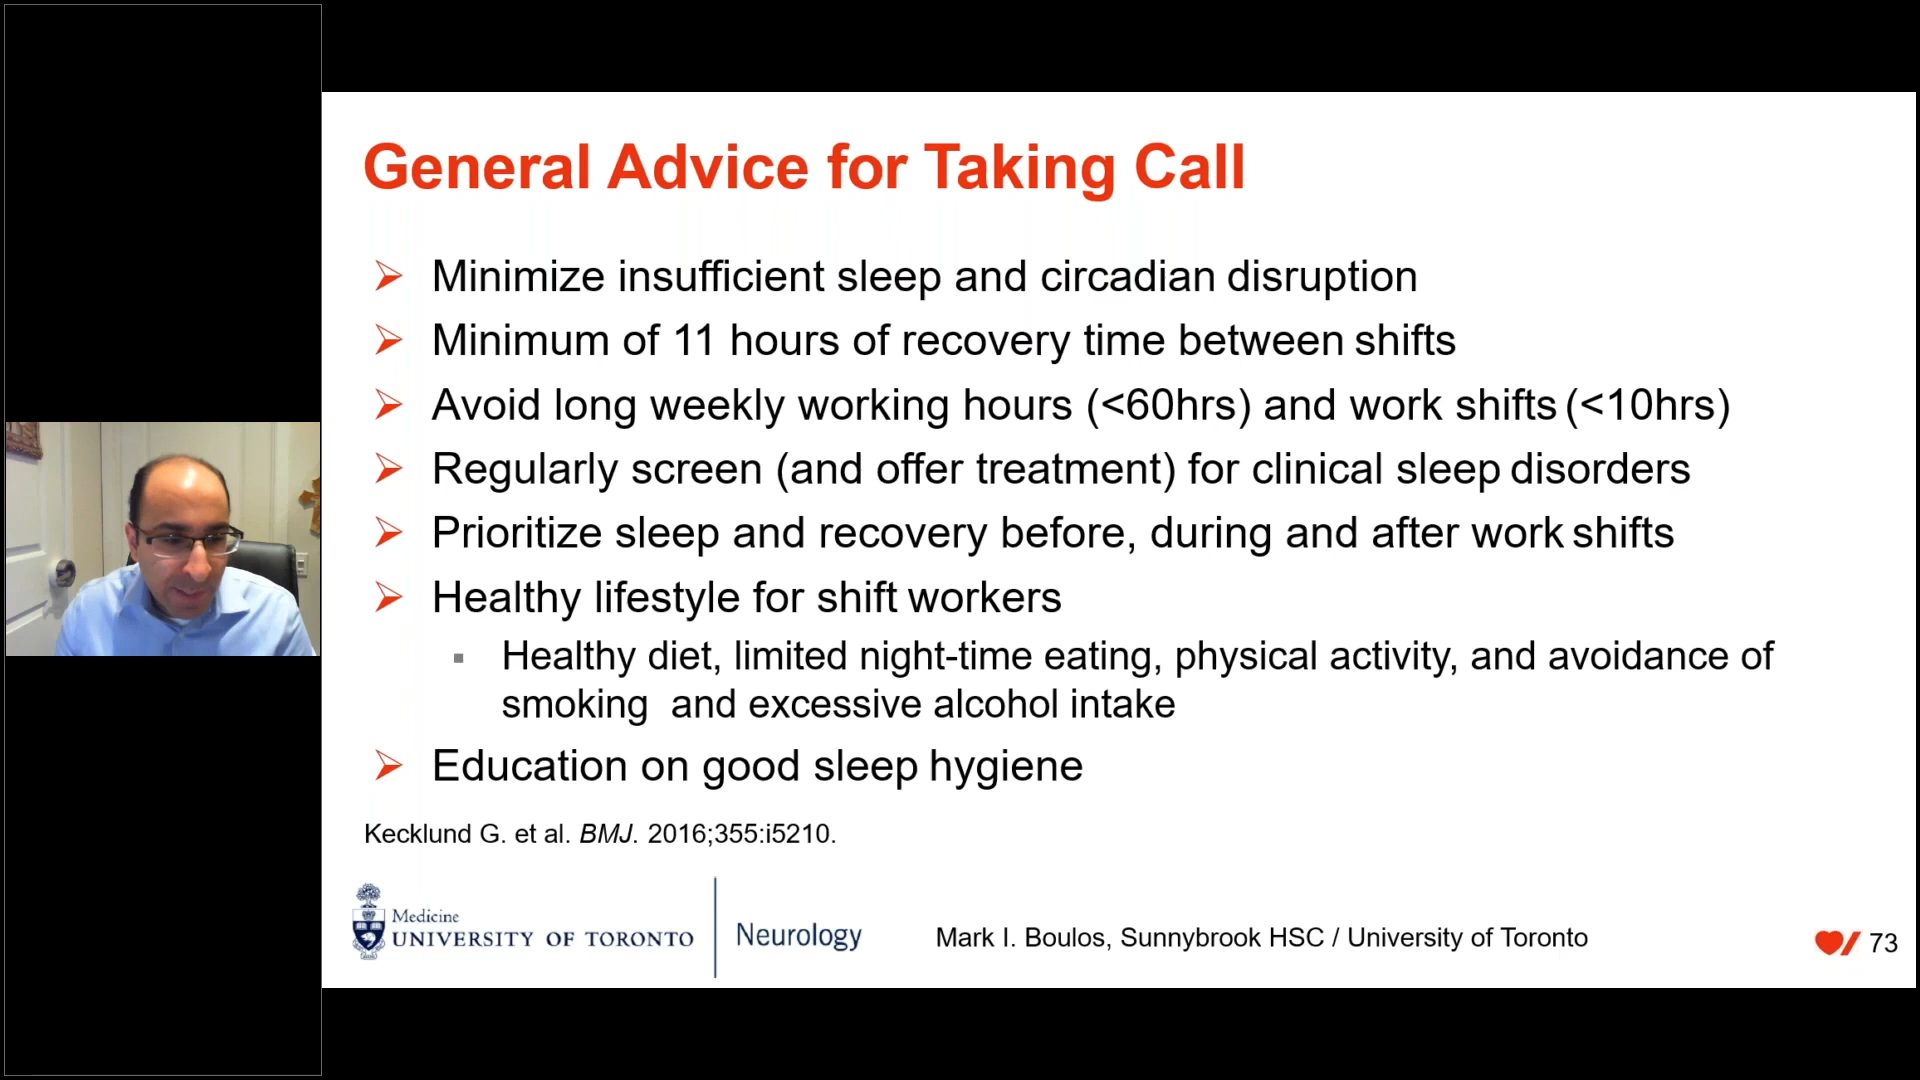 General Advice for Taking Call
Minimize insufficient sleep and circadian disruption
Minimum of 11 hours of recovery time between shifts
Avoid long weekly working hours (<60hrs) and work shifts (<10hrs)
Regularly screen (and offer treatment) for clinical sleep disorders
Prioritize sleep and recovery before, during and after work shifts
Healthy lifestyle for shift workers
Healthy diet, limited night-time eating, physical activity, and avoidance of
smoking  and excessive alcohol intake
Education on good sleep hygiene
Kecklund G. et al. BMJ. 2016;355:i5210.
Medicine
UNIVERSITY OF TORONTO
Neurology
Mark I. Boulos, Sunnybrook HSC / University of Toronto
73